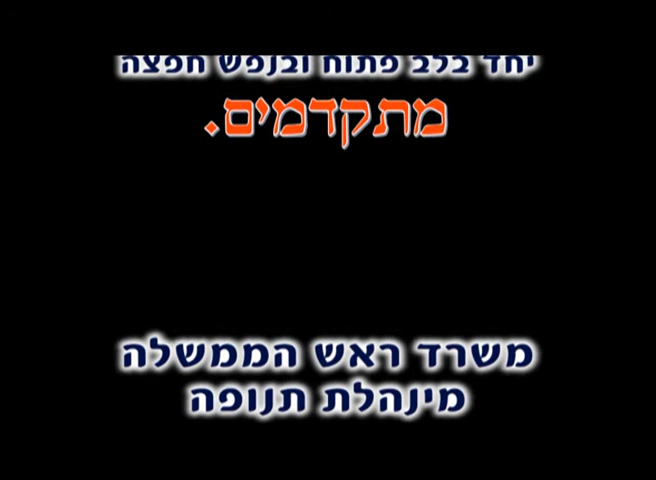 יחד בלב פתוח ובנפש חפצה
מתקדמים.
משרד ראש הממשלה
מינהלת תנופה